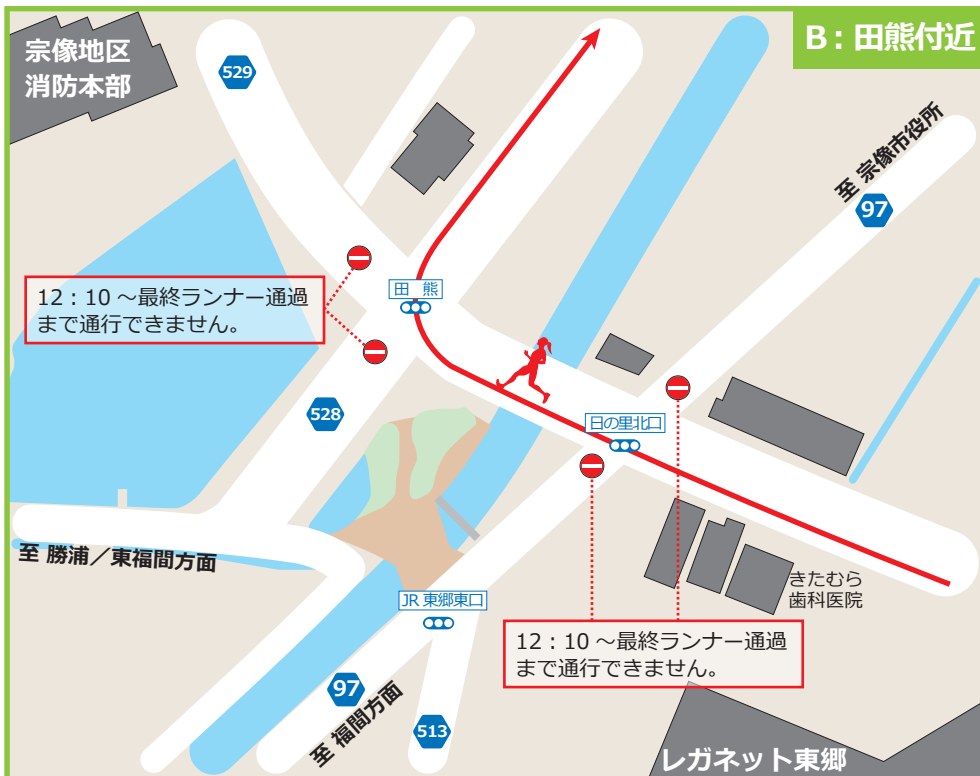 B：田熊付近
宗像地区
消防本部
529
至 宗像市役所
97
12：10 ～最終ランナー通過
まで通行できません。
田 熊
528
日の里北口
至 勝浦／東福間方面
きたむら
歯科医院
JR 東郷東口
12：10 ～最終ランナー通過
まで通行できません。
97
至 福間方面
513
レガネット東郷